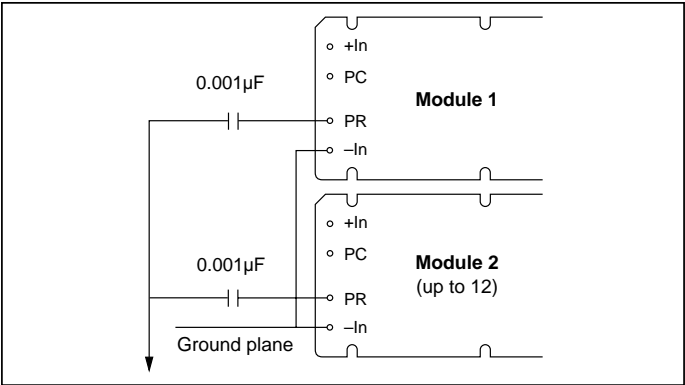 +In
0.001µF
PC
Module 1
PR
–In
+In
PC
0.001µF
Module 2
(up to 12)
PR
–In
Ground plane